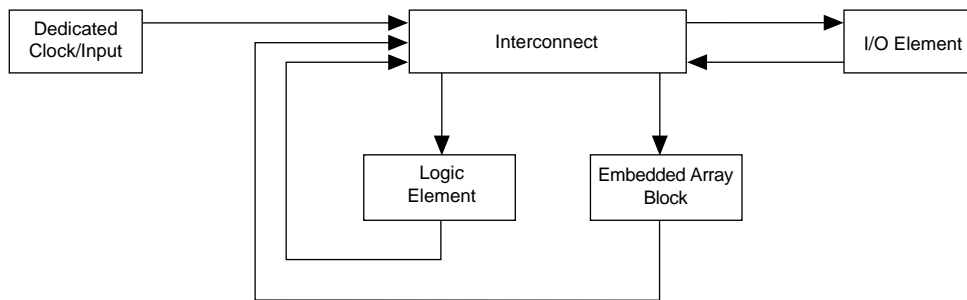 Dedicated
Clock/Input
Interconnect
I/O Element
Logic
Element
Embedded Array
Block